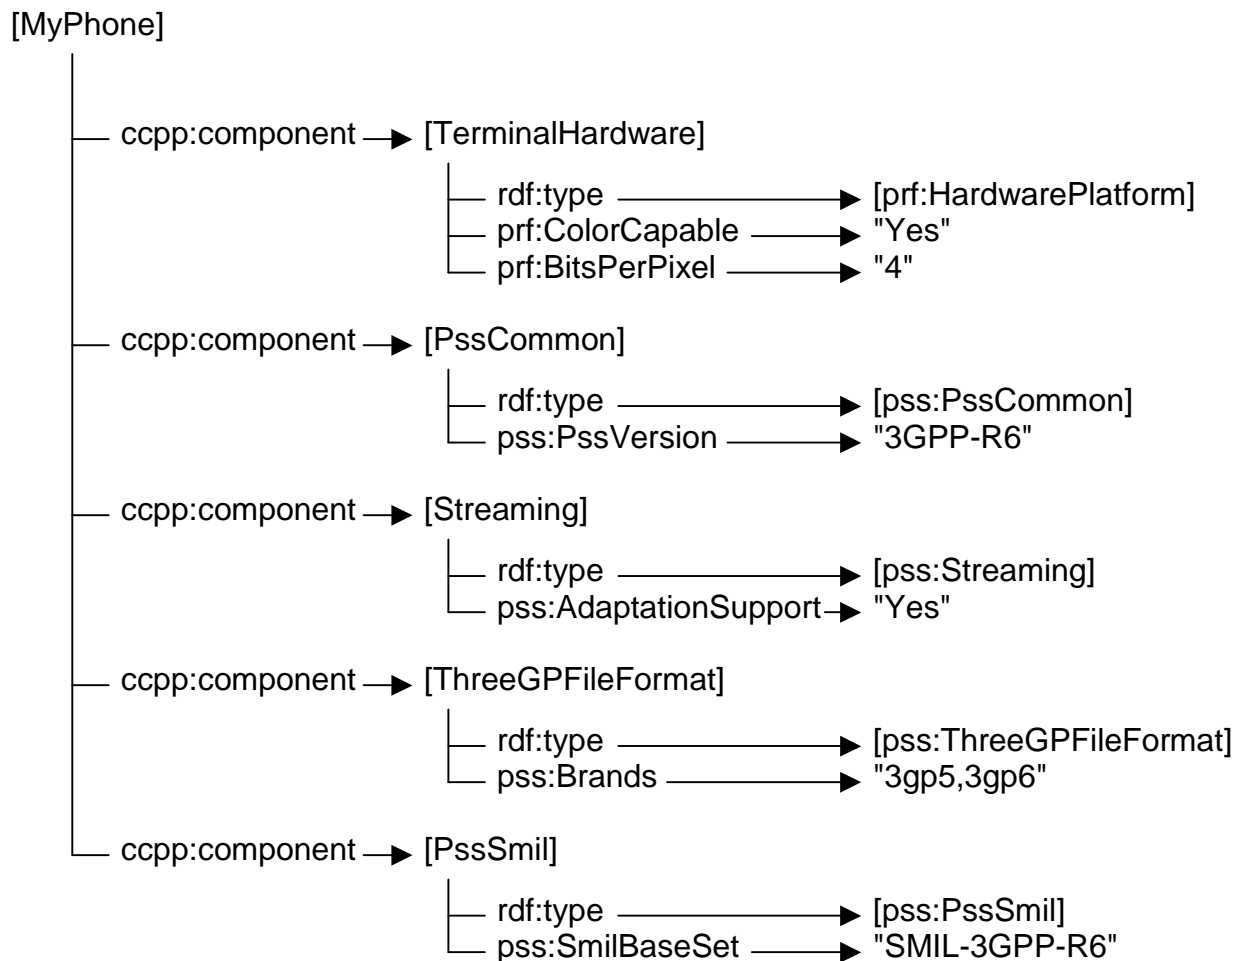 [MyPhone]
ccpp:component [TerminalHardware]
rdf:type [prf:HardwarePlatform]
prf:ColorCapable "Yes"
prf:BitsPerPixel "4"
ccpp:component [PssCommon]
rdf:type [pss:PssCommon]
pss:PssVersion "3GPP-R6"
ccpp:component [Streaming]
rdf:type [pss:Streaming]
pss:AdaptationSupport "Yes"
ccpp:component [ThreeGPFileFormat]
rdf:type [pss:ThreeGPFileFormat]
pss:Brands "3gp5,3gp6"
ccpp:component [PssSmil]
rdf:type [pss:PssSmil]
pss:SmilBaseSet "SMIL-3GPP-R6"